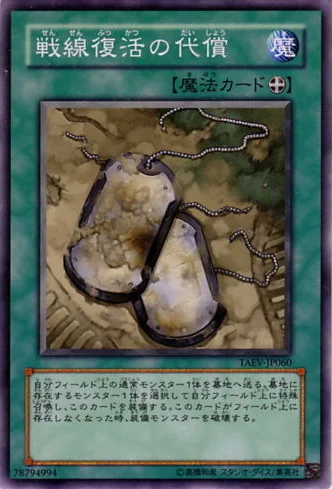 戦線復活の代償
魔
【魔法カード】
TAEV-JP060
自分フィールド上の通常モンスター1体を墓地へ送る。墓地に
存在するモンスター1体を選択して自分フィールド上に特殊
召喚し、このカードを装備する。このカードがフィールド上に
存在しなくなった時、装備モンスターを破壊する。
78794994
©高橋和希 スタジオ・ダイス/集英社